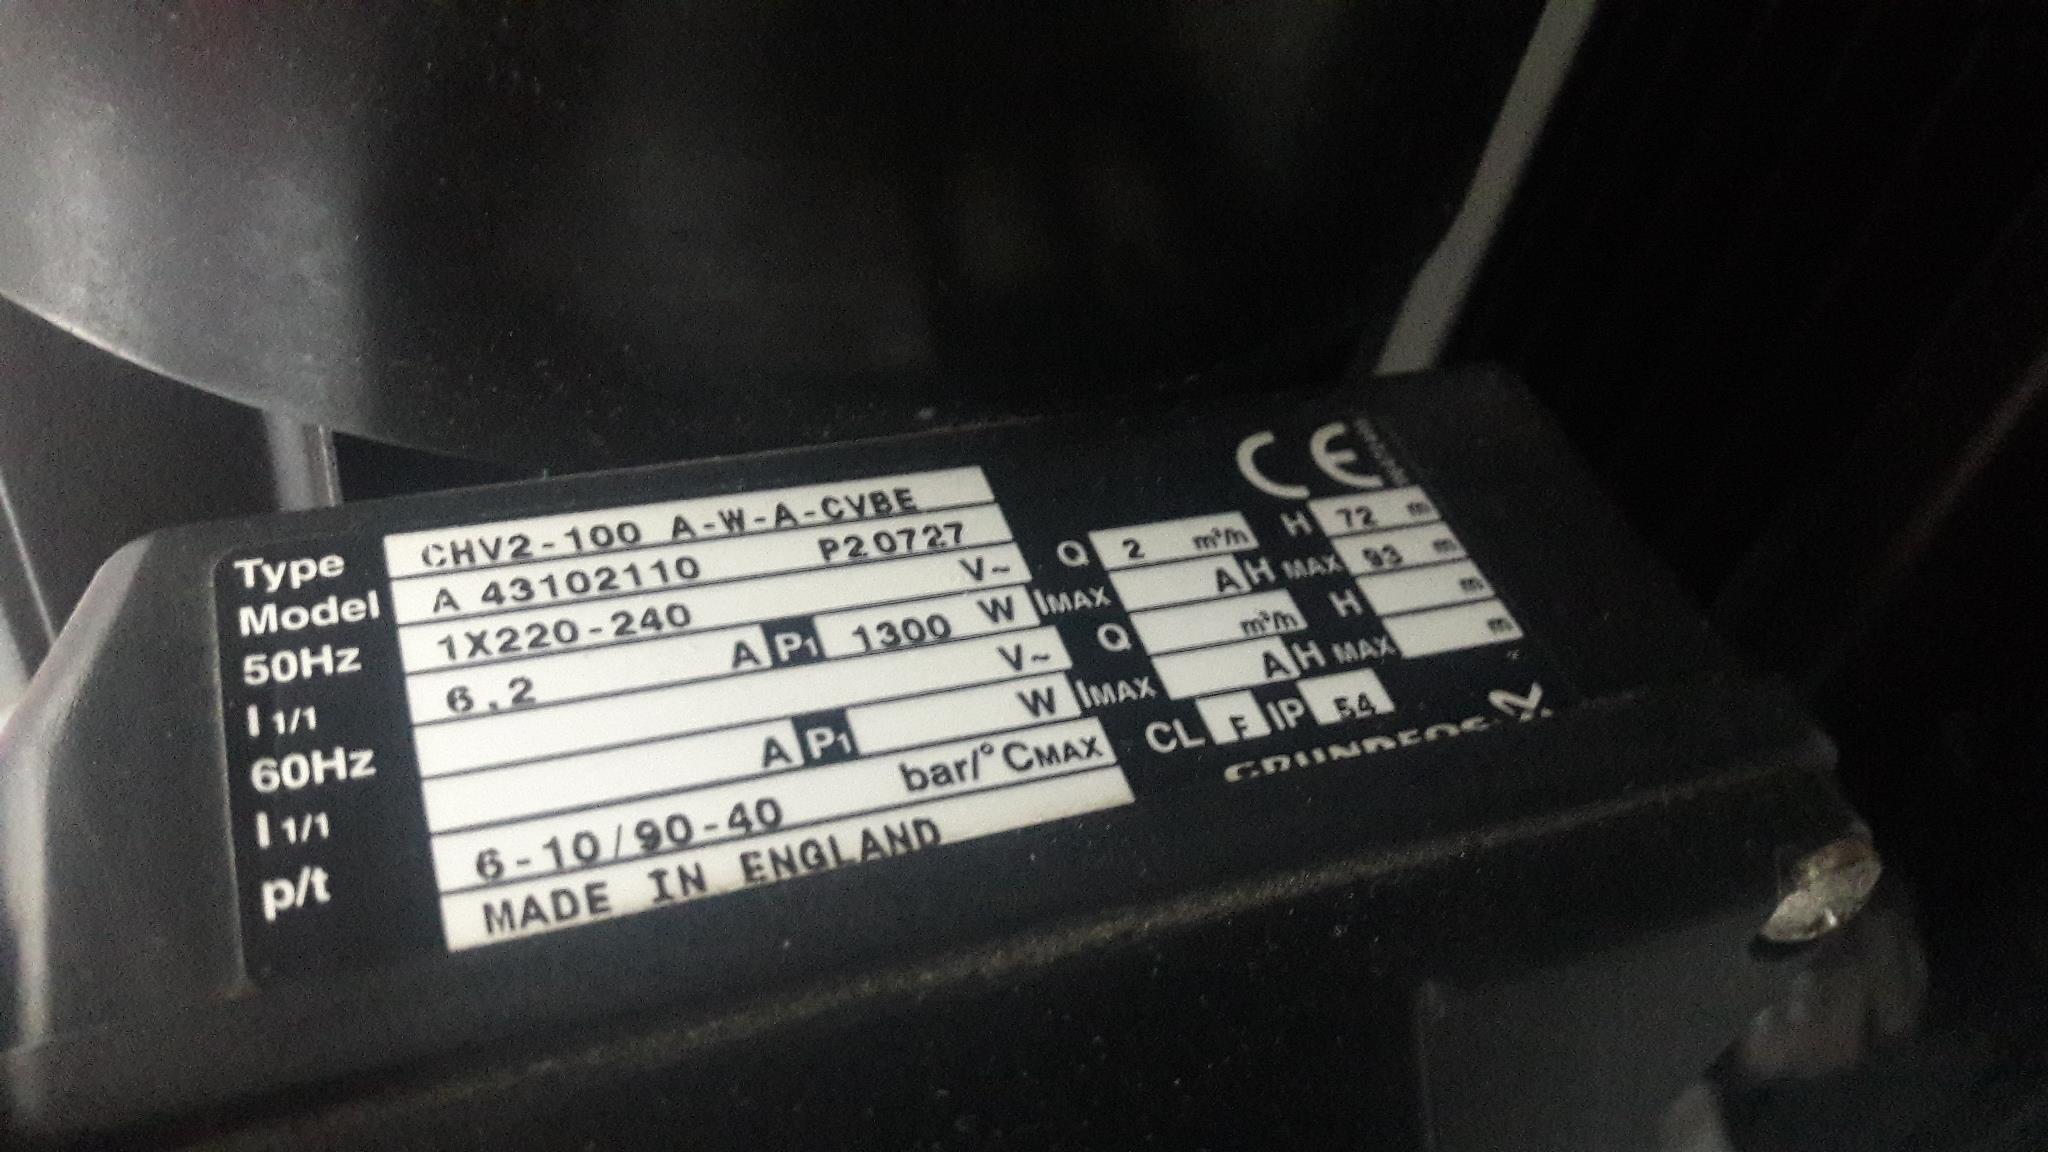 CE
Type CHV2-100 A-W-A-CVBE
Model A 43102110 P20727
50Hz 1X220-240 V~ Q 2 m³/h H 72 m
I 1/1 6.2 A P1 1300 W IMAX A H MAX 93 m
60Hz V~ Q m³/h H m
I 1/1 A P1 W IMAX A H MAX m
p/t 6-10/90-40 bar/°CMAX CL F IP 54
MADE IN ENGLAND
GRUNDFOS